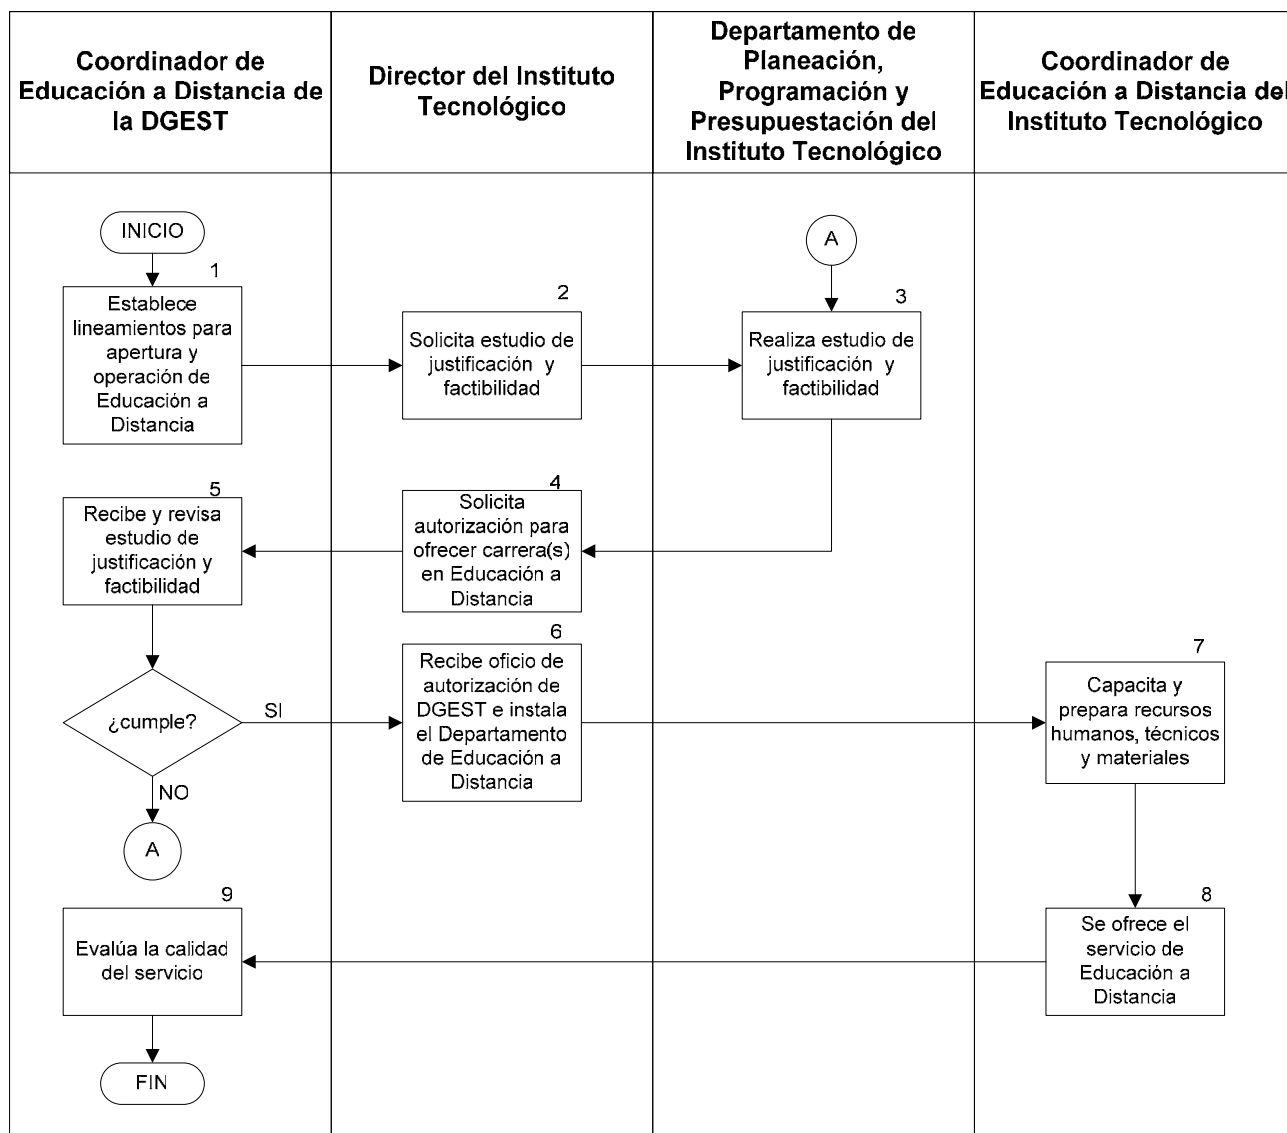 Coordinador de
Educación a Distancia de
la DGEST
Director del Instituto
Tecnológico
Departamento de
Planeación,
Programación y
Presupuestación del
Instituto Tecnológico
Coordinador de
Educación a Distancia del
Instituto Tecnológico
INICIO
1
Establece
lineamientos para
apertura y
operación de
Educación a
Distancia
2
Solicita estudio de
justificación y
factibilidad
A
3
Realiza estudio de
justificación y
factibilidad
4
Solicita
autorización para
ofrecer carrera(s)
en Educación a
Distancia
5
Recibe y revisa
estudio de
justificación y
factibilidad
¿cumple?
SI
NO
A
6
Recibe oficio de
autorización de
DGEST e instala
el Departamento
de Educación a
Distancia
7
Capacita y
prepara recursos
humanos, técnicos
y materiales
8
Se ofrece el
servicio de
Educación a
Distancia
9
Evalúa la calidad
del servicio
FIN